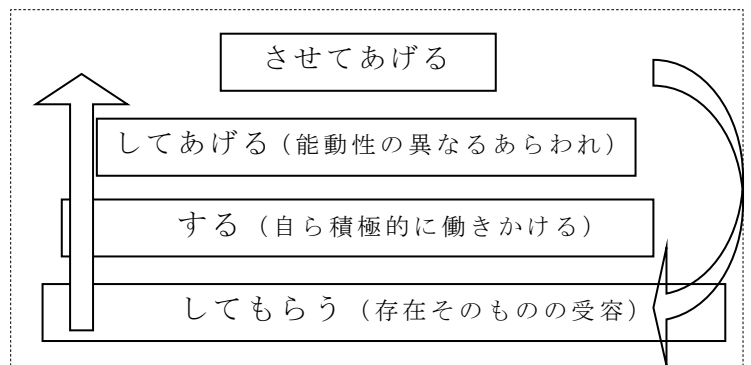 させてあげる
してあげる（能動性の異なるあらわれ）
する（自ら積極的に働きかける）
してもらう（存在そのものの受容）